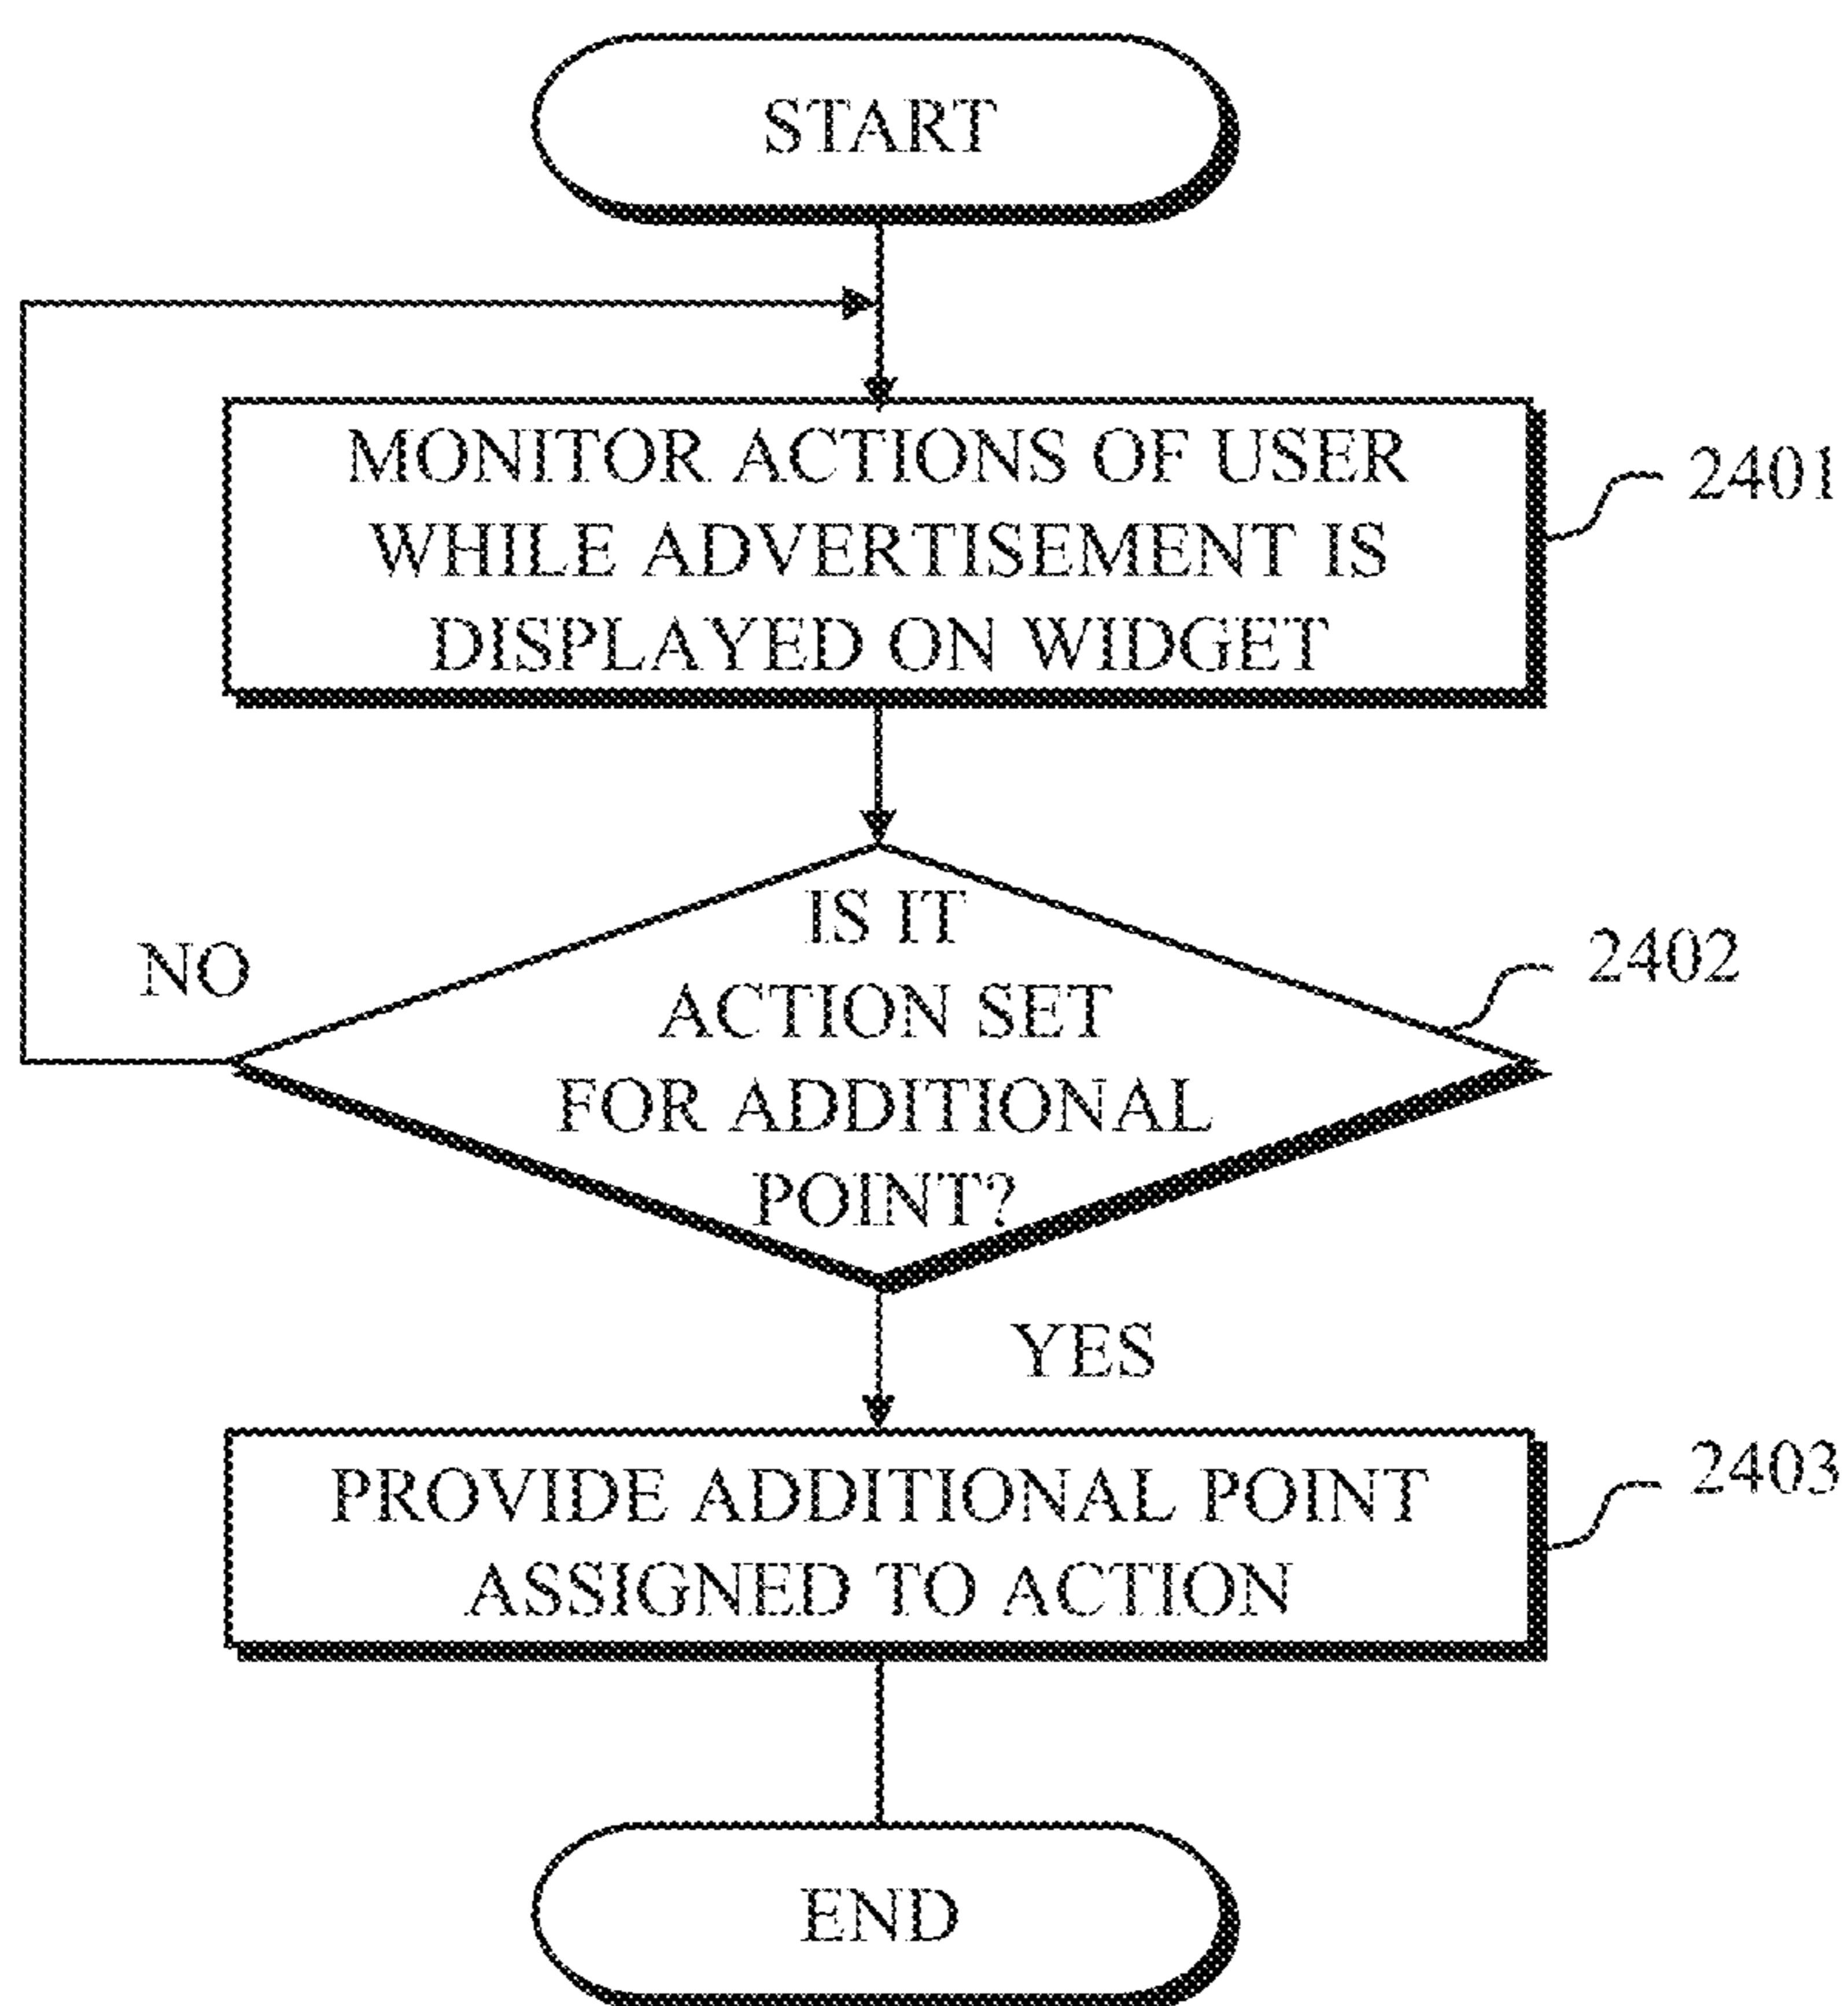 START
MONITOR ACTIONS OF USER
WHILE ADVERTISEMENT IS
DISPLAYED ON WIDGET
2401
IS IT
ACTION SET
FOR ADDITIONAL
POINT?
2402
NO
YES
PROVIDE ADDITIONAL POINT
ASSIGNED TO ACTION
2403
END